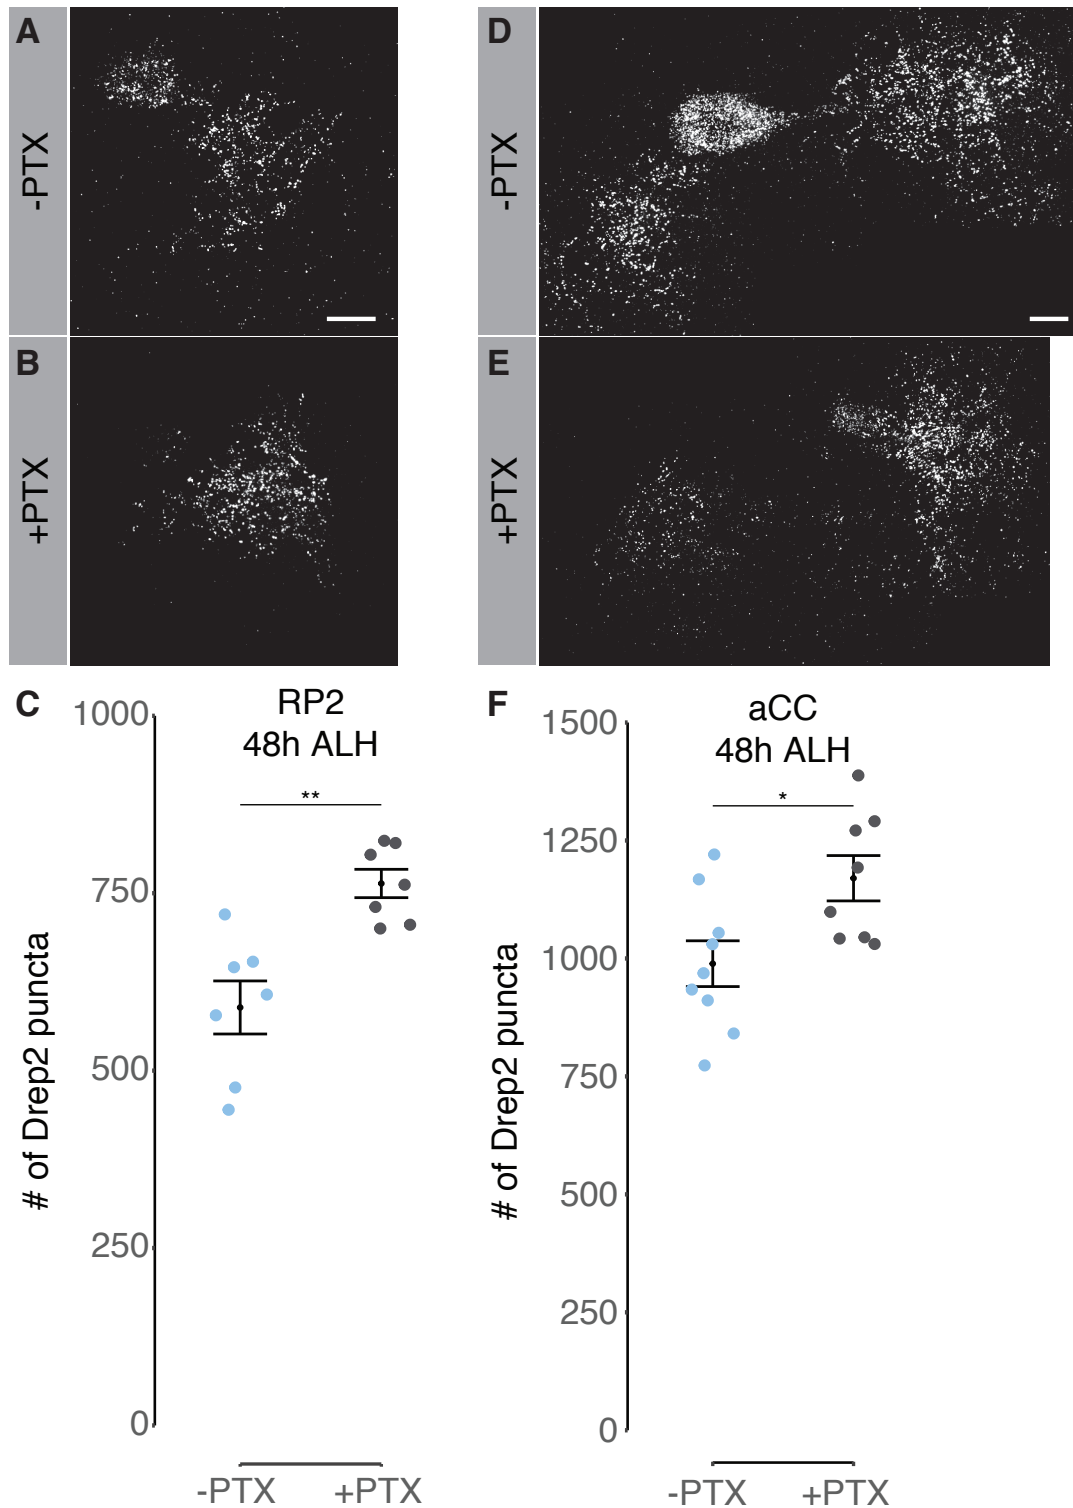 A
-PTX
B
+PTX
D
-PTX
E
+PTX
C
RP2
48h ALH
**
1000
750
500
250
0
# of Drep2 puncta
-PTX +PTX
F
aCC
48h ALH
*
1500
1250
1000
750
500
250
0
# of Drep2 puncta
-PTX +PTX